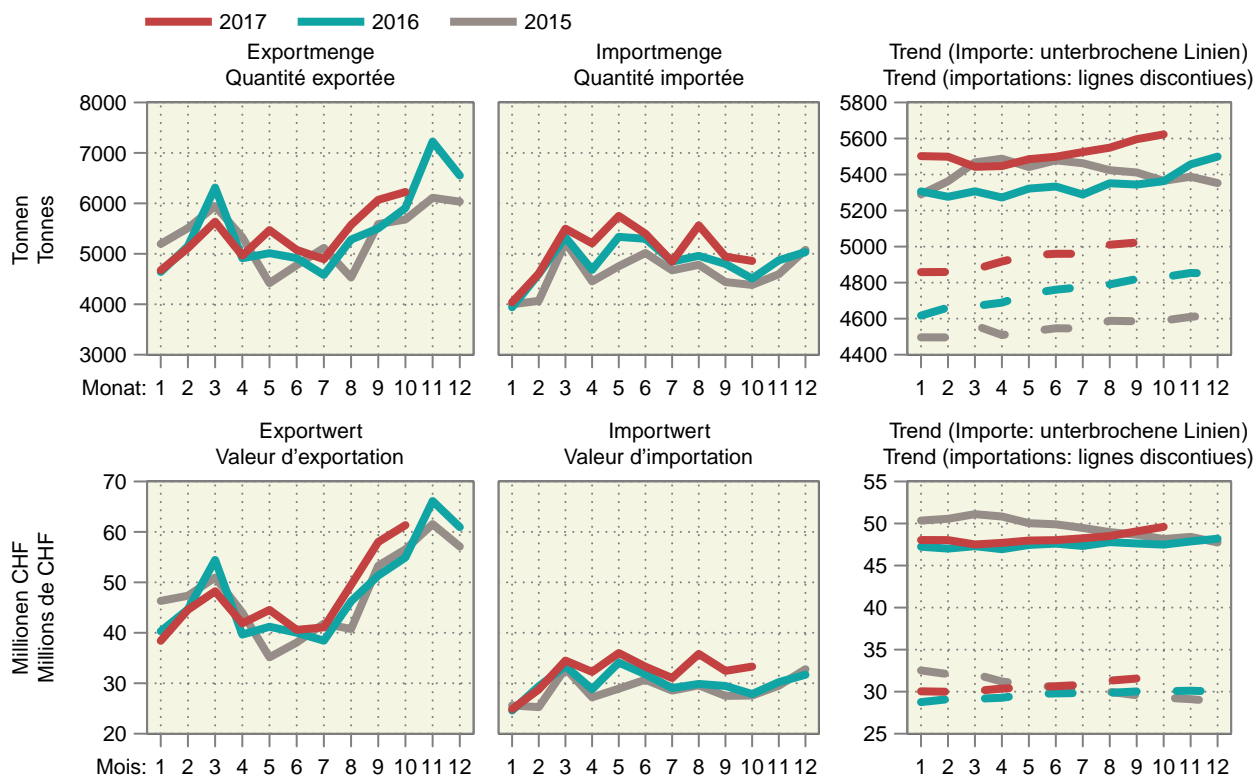 2017 2016 2015
Exportmenge
Quantité exportée
Importmenge
Quantité importée
Trend (Importe: unterbrochene Linien)
Trend (importations: lignes discontiues)
Tonnen
Tonnes
8000
7000
6000
5000
4000
3000
5800
5600
5400
5200
5000
4800
4600
4400
Monat: 1 2 3 4 5 6 7 8 9 10 11 12
1 2 3 4 5 6 7 8 9 10 11 12
1 2 3 4 5 6 7 8 9 10 11 12
Exportwert
Valeur d’exportation
Importwert
Valeur d’importation
Trend (Importe: unterbrochene Linien)
Trend (importations: lignes discontiues)
Millionen CHF
Millions de CHF
70
60
50
40
30
20
55
50
45
40
35
30
25
Mois: 1 2 3 4 5 6 7 8 9 10 11 12
1 2 3 4 5 6 7 8 9 10 11 12
1 2 3 4 5 6 7 8 9 10 11 12